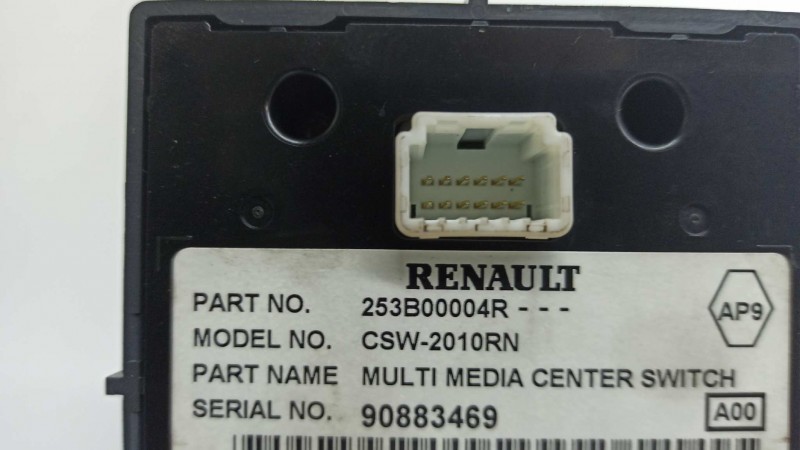 RENAULT
PART NO. 253B00004R - - -
AP9
MODEL NO. CSW-2010RN
PART NAME MULTI MEDIA CENTER SWITCH
SERIAL NO. 90883469 A00